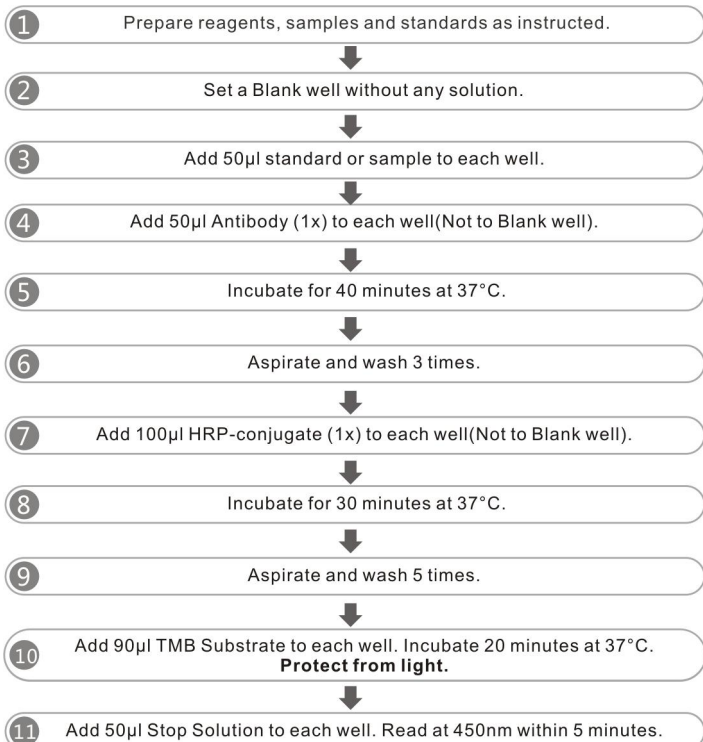 1 Prepare reagents, samples and standards as instructed.
2 Set a Blank well without any solution.
3 Add 50µl standard or sample to each well.
4 Add 50µl Antibody (1x) to each well(Not to Blank well).
5 Incubate for 40 minutes at 37°C.
6 Aspirate and wash 3 times.
7 Add 100µl HRP-conjugate (1x) to each well(Not to Blank well).
8 Incubate for 30 minutes at 37°C.
9 Aspirate and wash 5 times.
10 Add 90µl TMB Substrate to each well. Incubate 20 minutes at 37°C.
Protect from light.
11 Add 50µl Stop Solution to each well. Read at 450nm within 5 minutes.